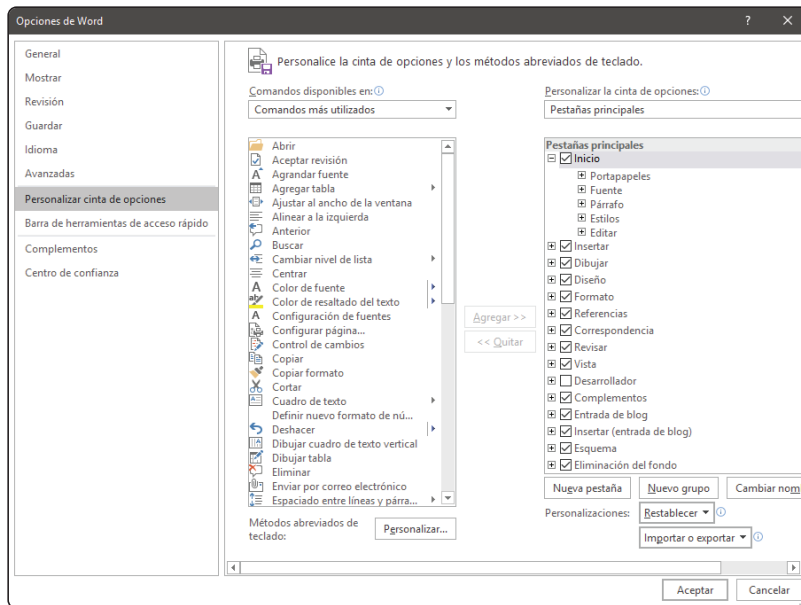 Opciones de Word
?
General
Mostrar
Revisión
Guardar
Idioma
Avanzadas
Personalizar cinta de opciones
Barra de herramientas de acceso rápido
Complementos
Centro de confianza
Personalice la cinta de opciones y los métodos abreviados de teclado.
Comandos disponibles en:
Comandos más utilizados
Abrir
Aceptar revisión
Agrandar fuente
Agregar tabla
Ajustar al ancho de la ventana
Alinear a la izquierda
Anterior
Buscar
Cambiar nivel de lista
Centrar
Color de fuente
Color de resaltado del texto
Configuración de fuentes
Configurar página...
Control de cambios
Copiar
Copiar formato
Cortar
Cuadro de texto
Definir nuevo formato de nú...
Deshacer
Dibujar cuadro de texto vertical
Dibujar tabla
Eliminar
Enviar por correo electrónico
Espaciado entre líneas y párra...
Métodos abreviados de
teclado:
Personalizar...
Agregar >>
<< Quitar
Personalizar la cinta de opciones:
Pestañas principales
Pestañas principales
Inicio
Portapapeles
Fuente
Párrafo
Estilos
Editar
Insertar
Dibujar
Diseño
Formato
Referencias
Correspondencia
Revisar
Vista
Desarrollador
Complementos
Entrada de blog
Insertar (entrada de blog)
Esquema
Eliminación del fondo
Nueva pestaña
Nuevo grupo
Cambiar nom
Personalizaciones:
Restablecer
Importar o exportar
Aceptar
Cancelar